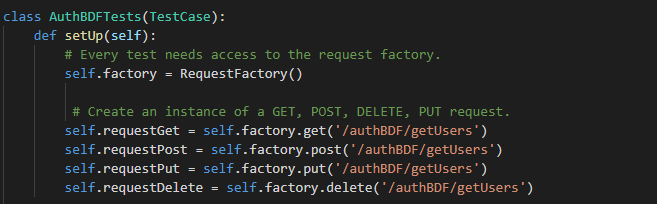 class AuthBDFTests(TestCase):
    def setUp(self):
        # Every test needs access to the request factory.
        self.factory = RequestFactory()

         # Create an instance of a GET, POST, DELETE, PUT request.
        self.requestGet = self.factory.get('/authBDF/getUsers')
        self.requestPost = self.factory.post('/authBDF/getUsers')
        self.requestPut = self.factory.put('/authBDF/getUsers')
        self.requestDelete = self.factory.delete('/authBDF/getUsers')